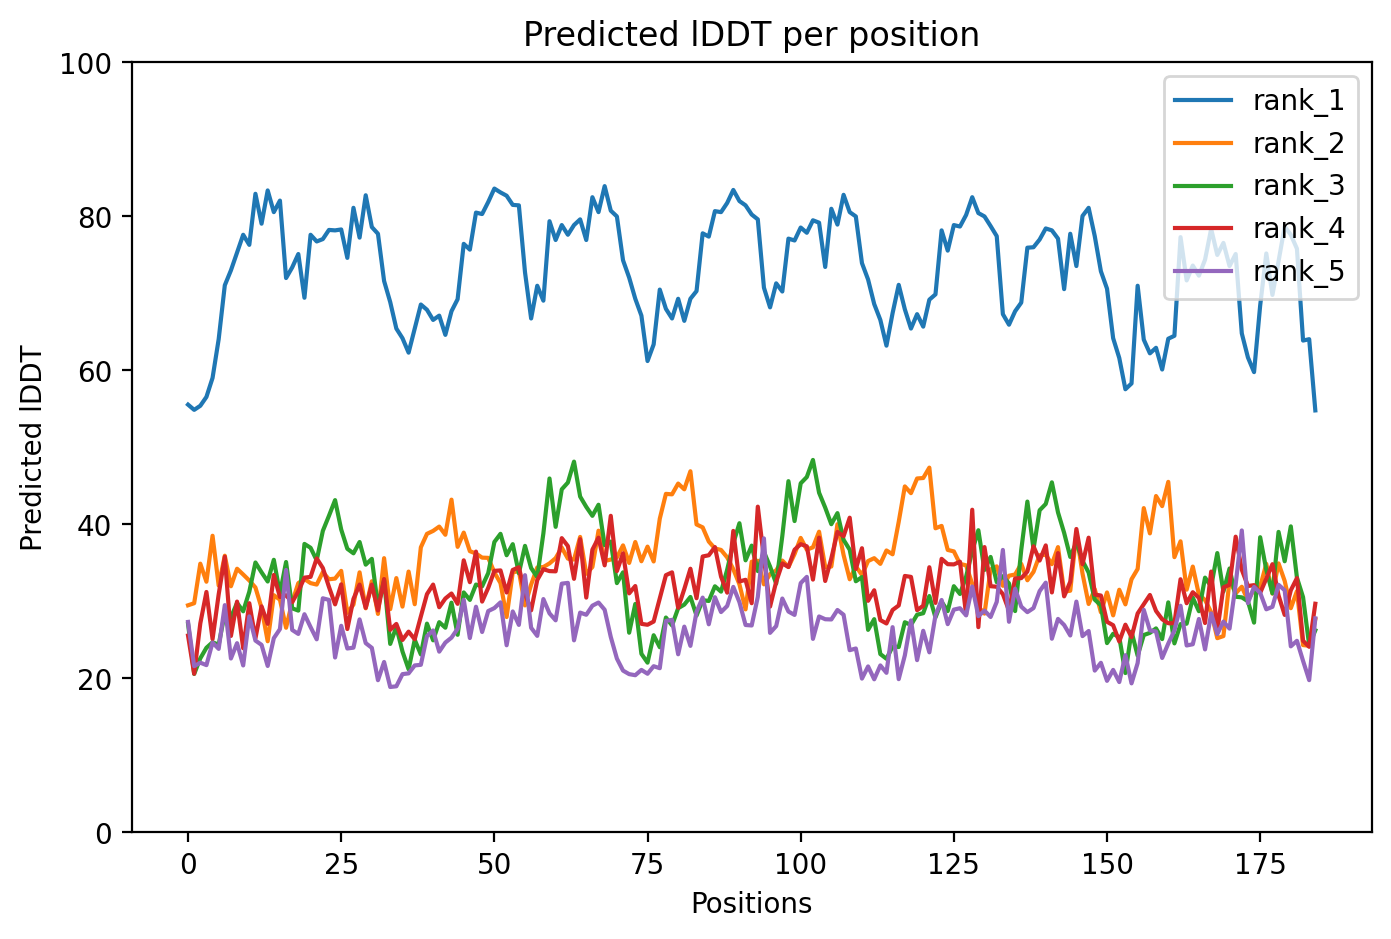 Predicted lDDT per position
100
80
60
40
20
0
Predicted lDDT
0 25 50 75 100 125 150 175
Positions
rank_1
rank_2
rank_3
rank_4
rank_5